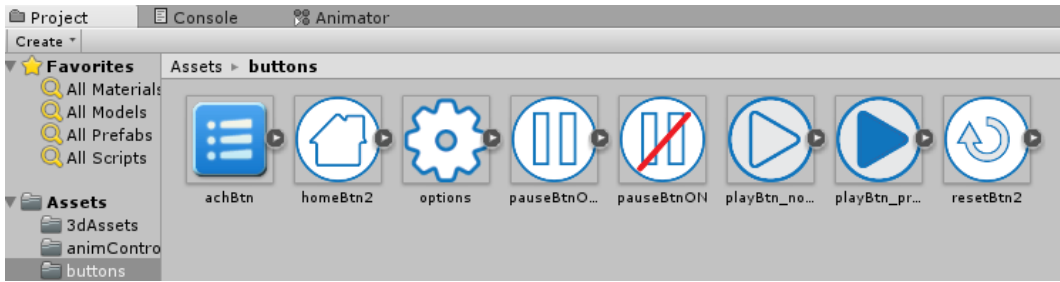 Project Console Animator
Create
Favorites Assets ▸ buttons
All Materials
All Models
All Prefabs
All Scripts
achBtn homeBtn2 options pauseBtnO... pauseBtnON playBtn_no... playBtn_pr... resetBtn2
Assets
3dAssets
animContro
buttons